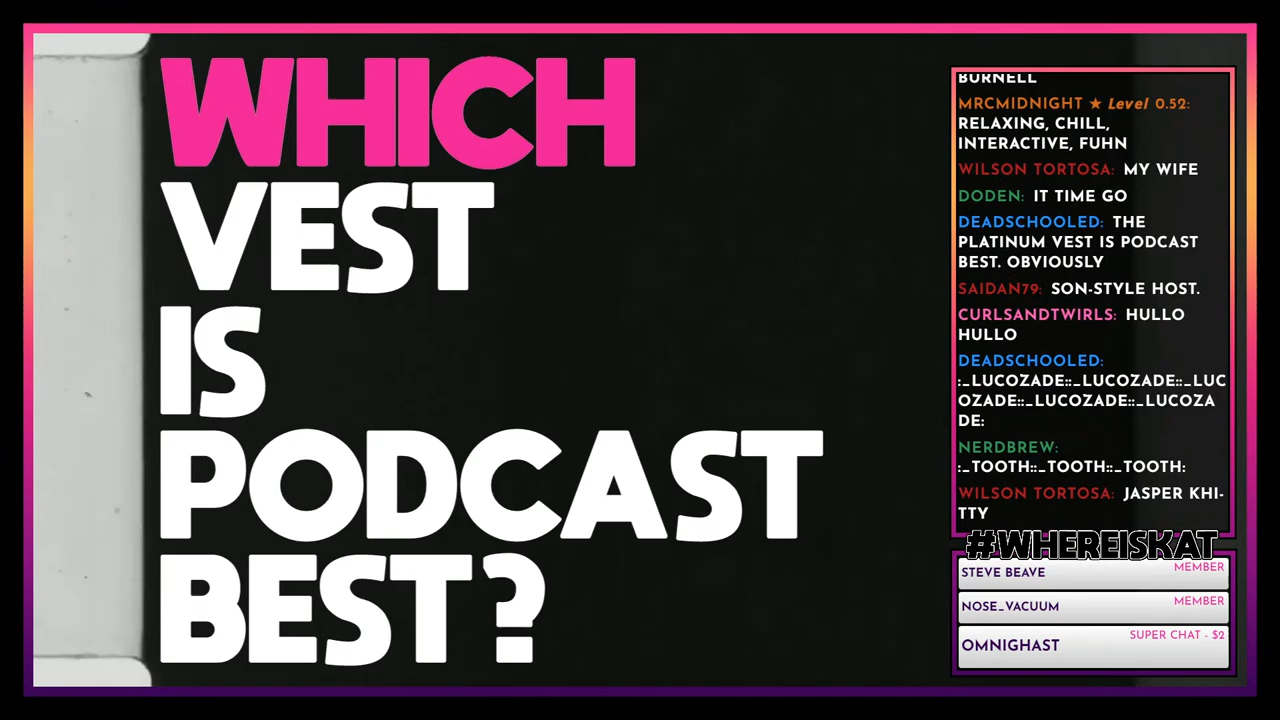 WHICH
VEST
IS
PODCAST
BEST?
BURNELL
MRCMIDNIGHT ★ Level 0.52:
RELAXING, CHILL,
INTERACTIVE, FUHN
WILSON TORTOSA: MY WIFE
DODEN: IT TIME GO
DEADSCHOOLED: THE
PLATINUM VEST IS PODCAST
BEST. OBVIOUSLY
SAIDAN79: SON-STYLE HOST.
CURLSANDTWIRLS: HULLO
HULLO
DEADSCHOOLED:
:_LUCOZADE::_LUCOZADE::_LUC
OZADE::_LUCOZADE::_LUCOZA
DE:
NERDBREW:
:_TOOTH::_TOOTH::_TOOTH:
WILSON TORTOSA: JASPER KHI-
TTY
#WHEREISKAT
STEVE BEAVE MEMBER
NOSE_VACUUM MEMBER
OMNIGHAST SUPER CHAT - $2